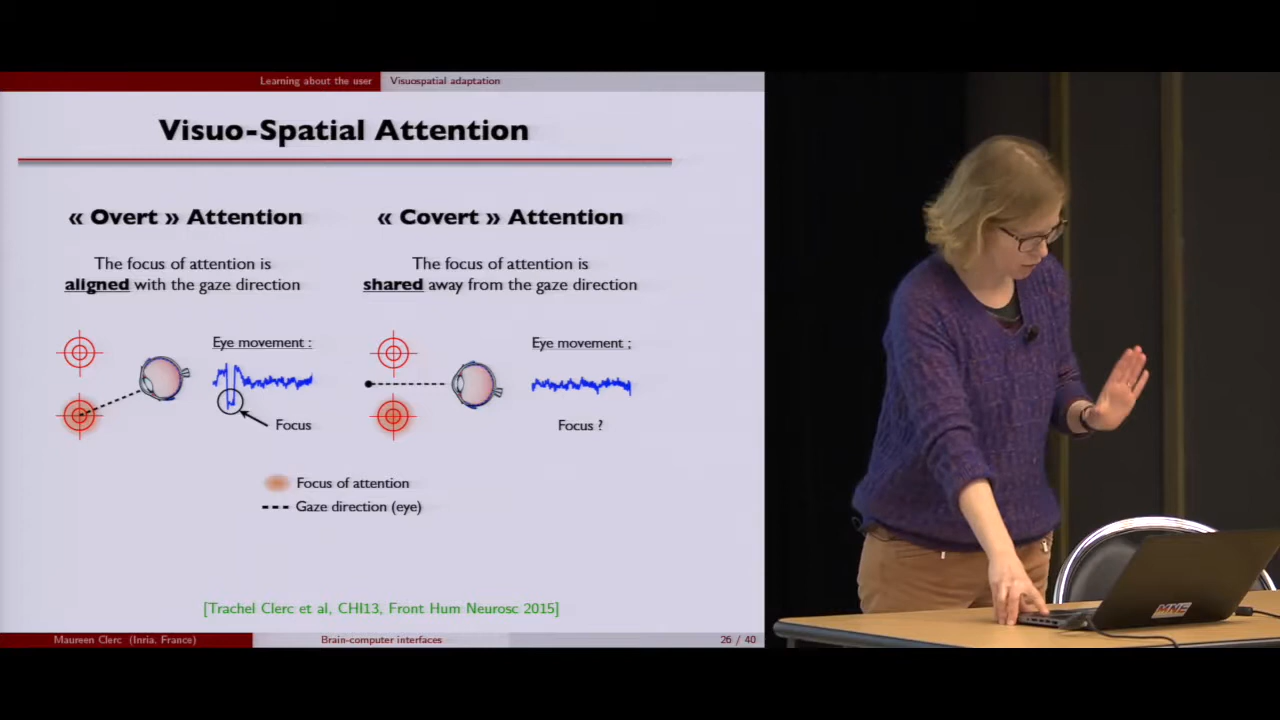 Learning about the user
Visuospatial adaptation
Visuo-Spatial Attention
« Overt » Attention
The focus of attention is
aligned with the gaze direction
Eye movement :
Focus
« Covert » Attention
The focus of attention is
shared away from the gaze direction
Eye movement ;
Focus ?
Focus of attention
Gaze direction (eye)
[Trachel Clerc et al, CHI13, Front Hum Neurosc 2015]
Maureen Clerc (Inria, France)
Brain-computer interfaces
26 / 40
MNE